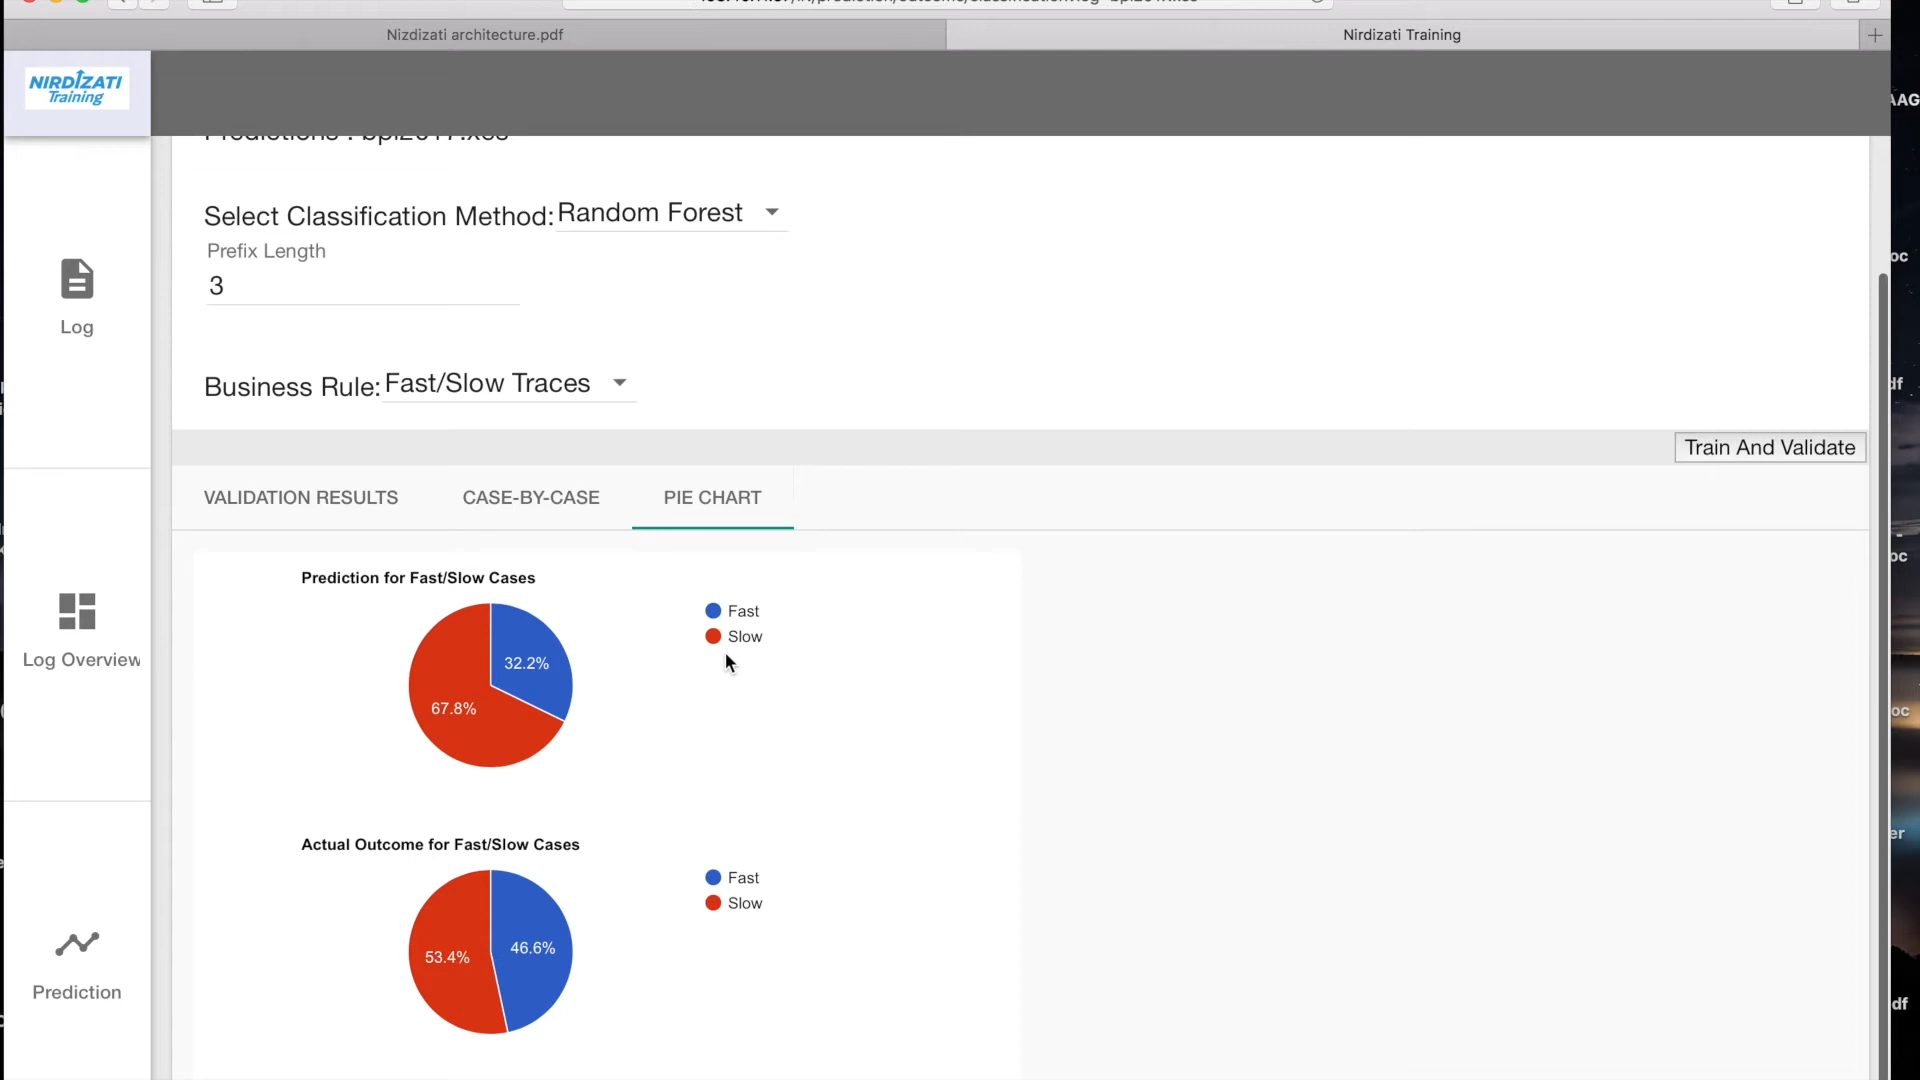 Nizdizati architecture.pdf
Nirdizati Training
NIRDIZATI
Training
Predictions : bpi2017.xes
Select Classification Method: Random Forest
Prefix Length
3
Business Rule: Fast/Slow Traces
Train And Validate
VALIDATION RESULTS
CASE-BY-CASE
PIE CHART
Prediction for Fast/Slow Cases
Fast
Slow
32.2%
67.8%
Actual Outcome for Fast/Slow Cases
Fast
Slow
46.6%
53.4%
Log
Log Overview
Prediction